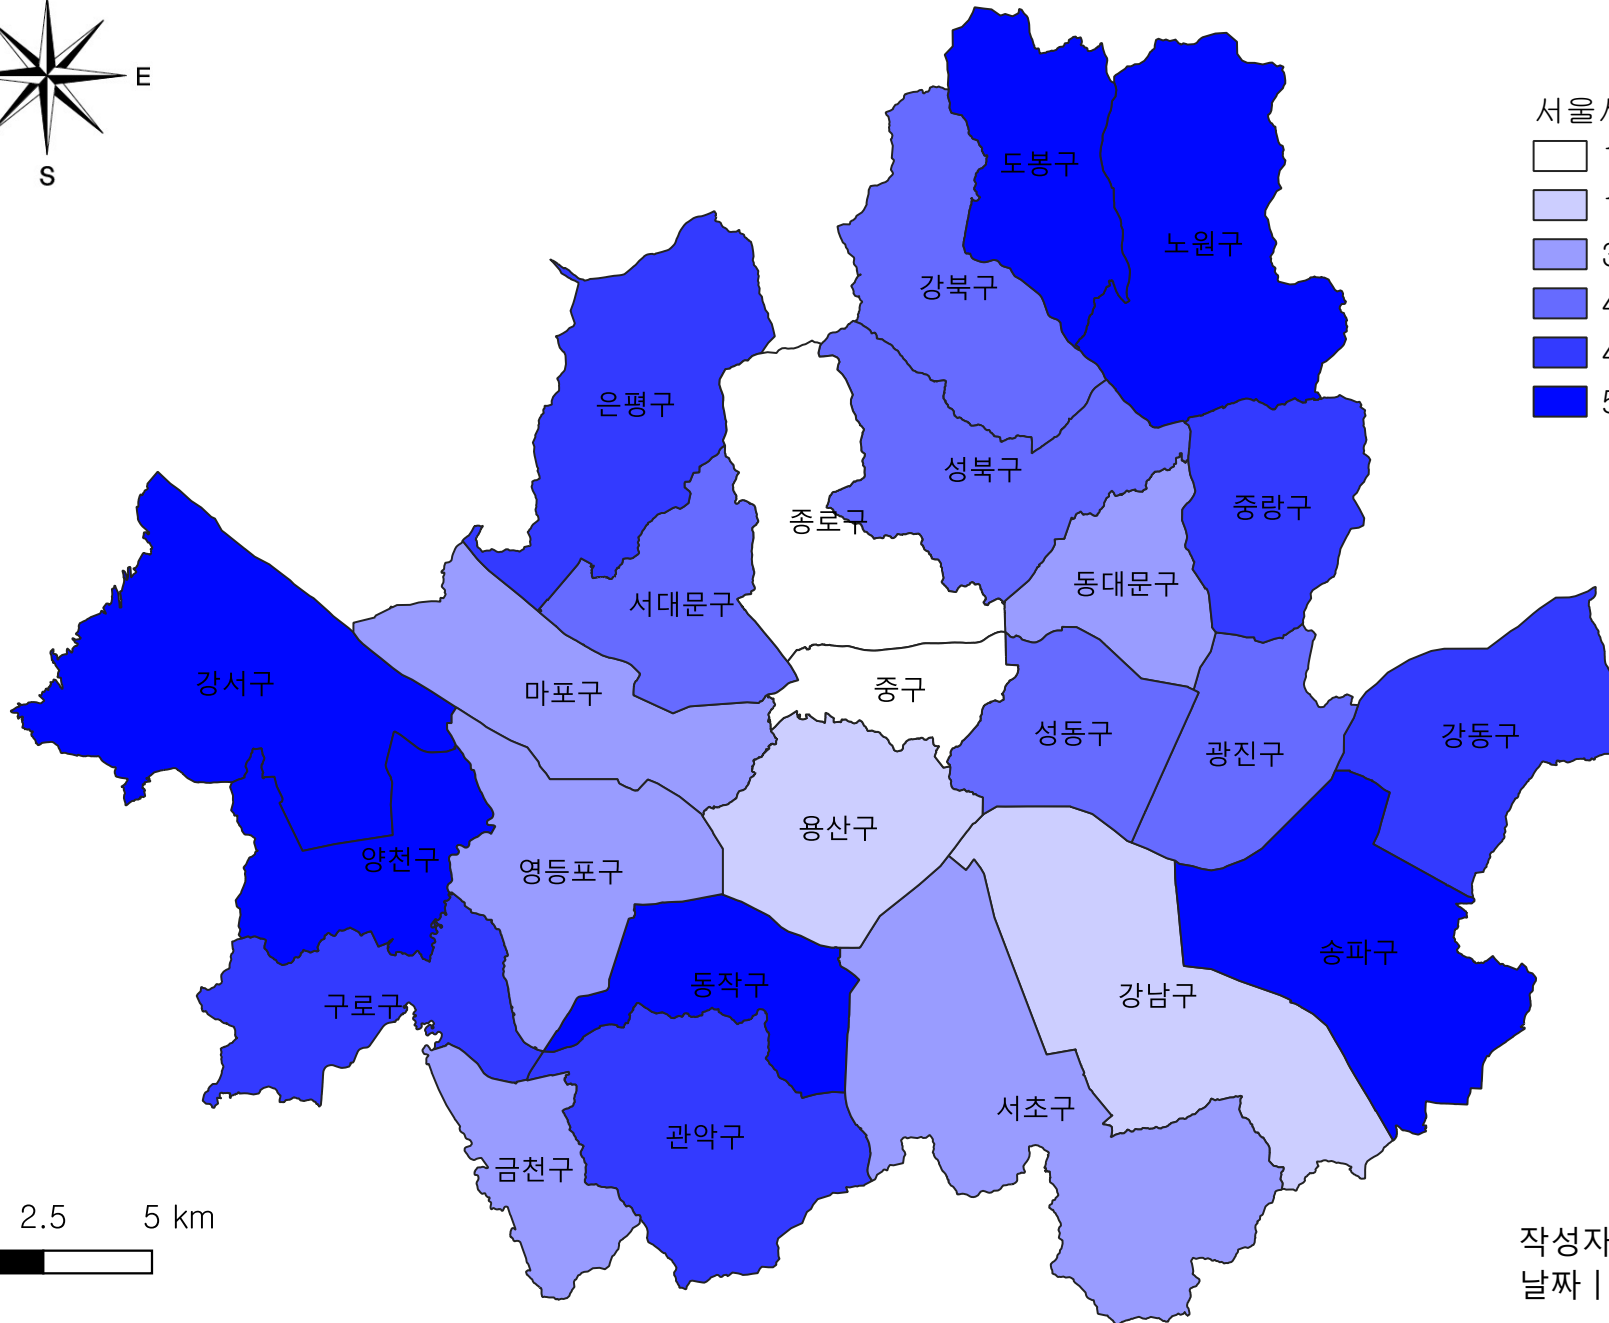 E
S
서울
도봉구
노원구
강북구
은평구
성북구
중랑구
종로구
동대문구
서대문구
강서구
마포구
중구
성동구
광진구
강동구
용산구
양천구
영등포구
송파구
동작구
강남구
구로구
서초구
관악구
금천구
2.5 5 km
작성자
날짜 |